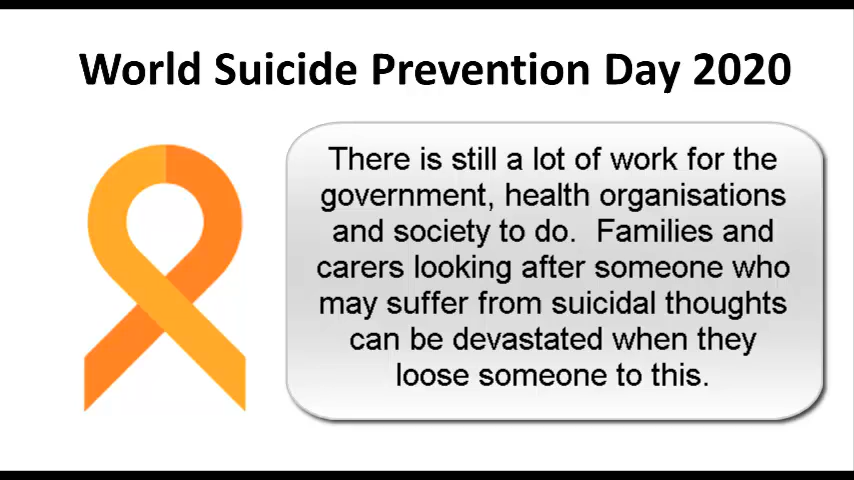 World Suicide Prevention Day 2020
There is still a lot of work for the
government, health organisations
and society to do.  Families and
carers looking after someone who
may suffer from suicidal thoughts
can be devastated when they
loose someone to this.